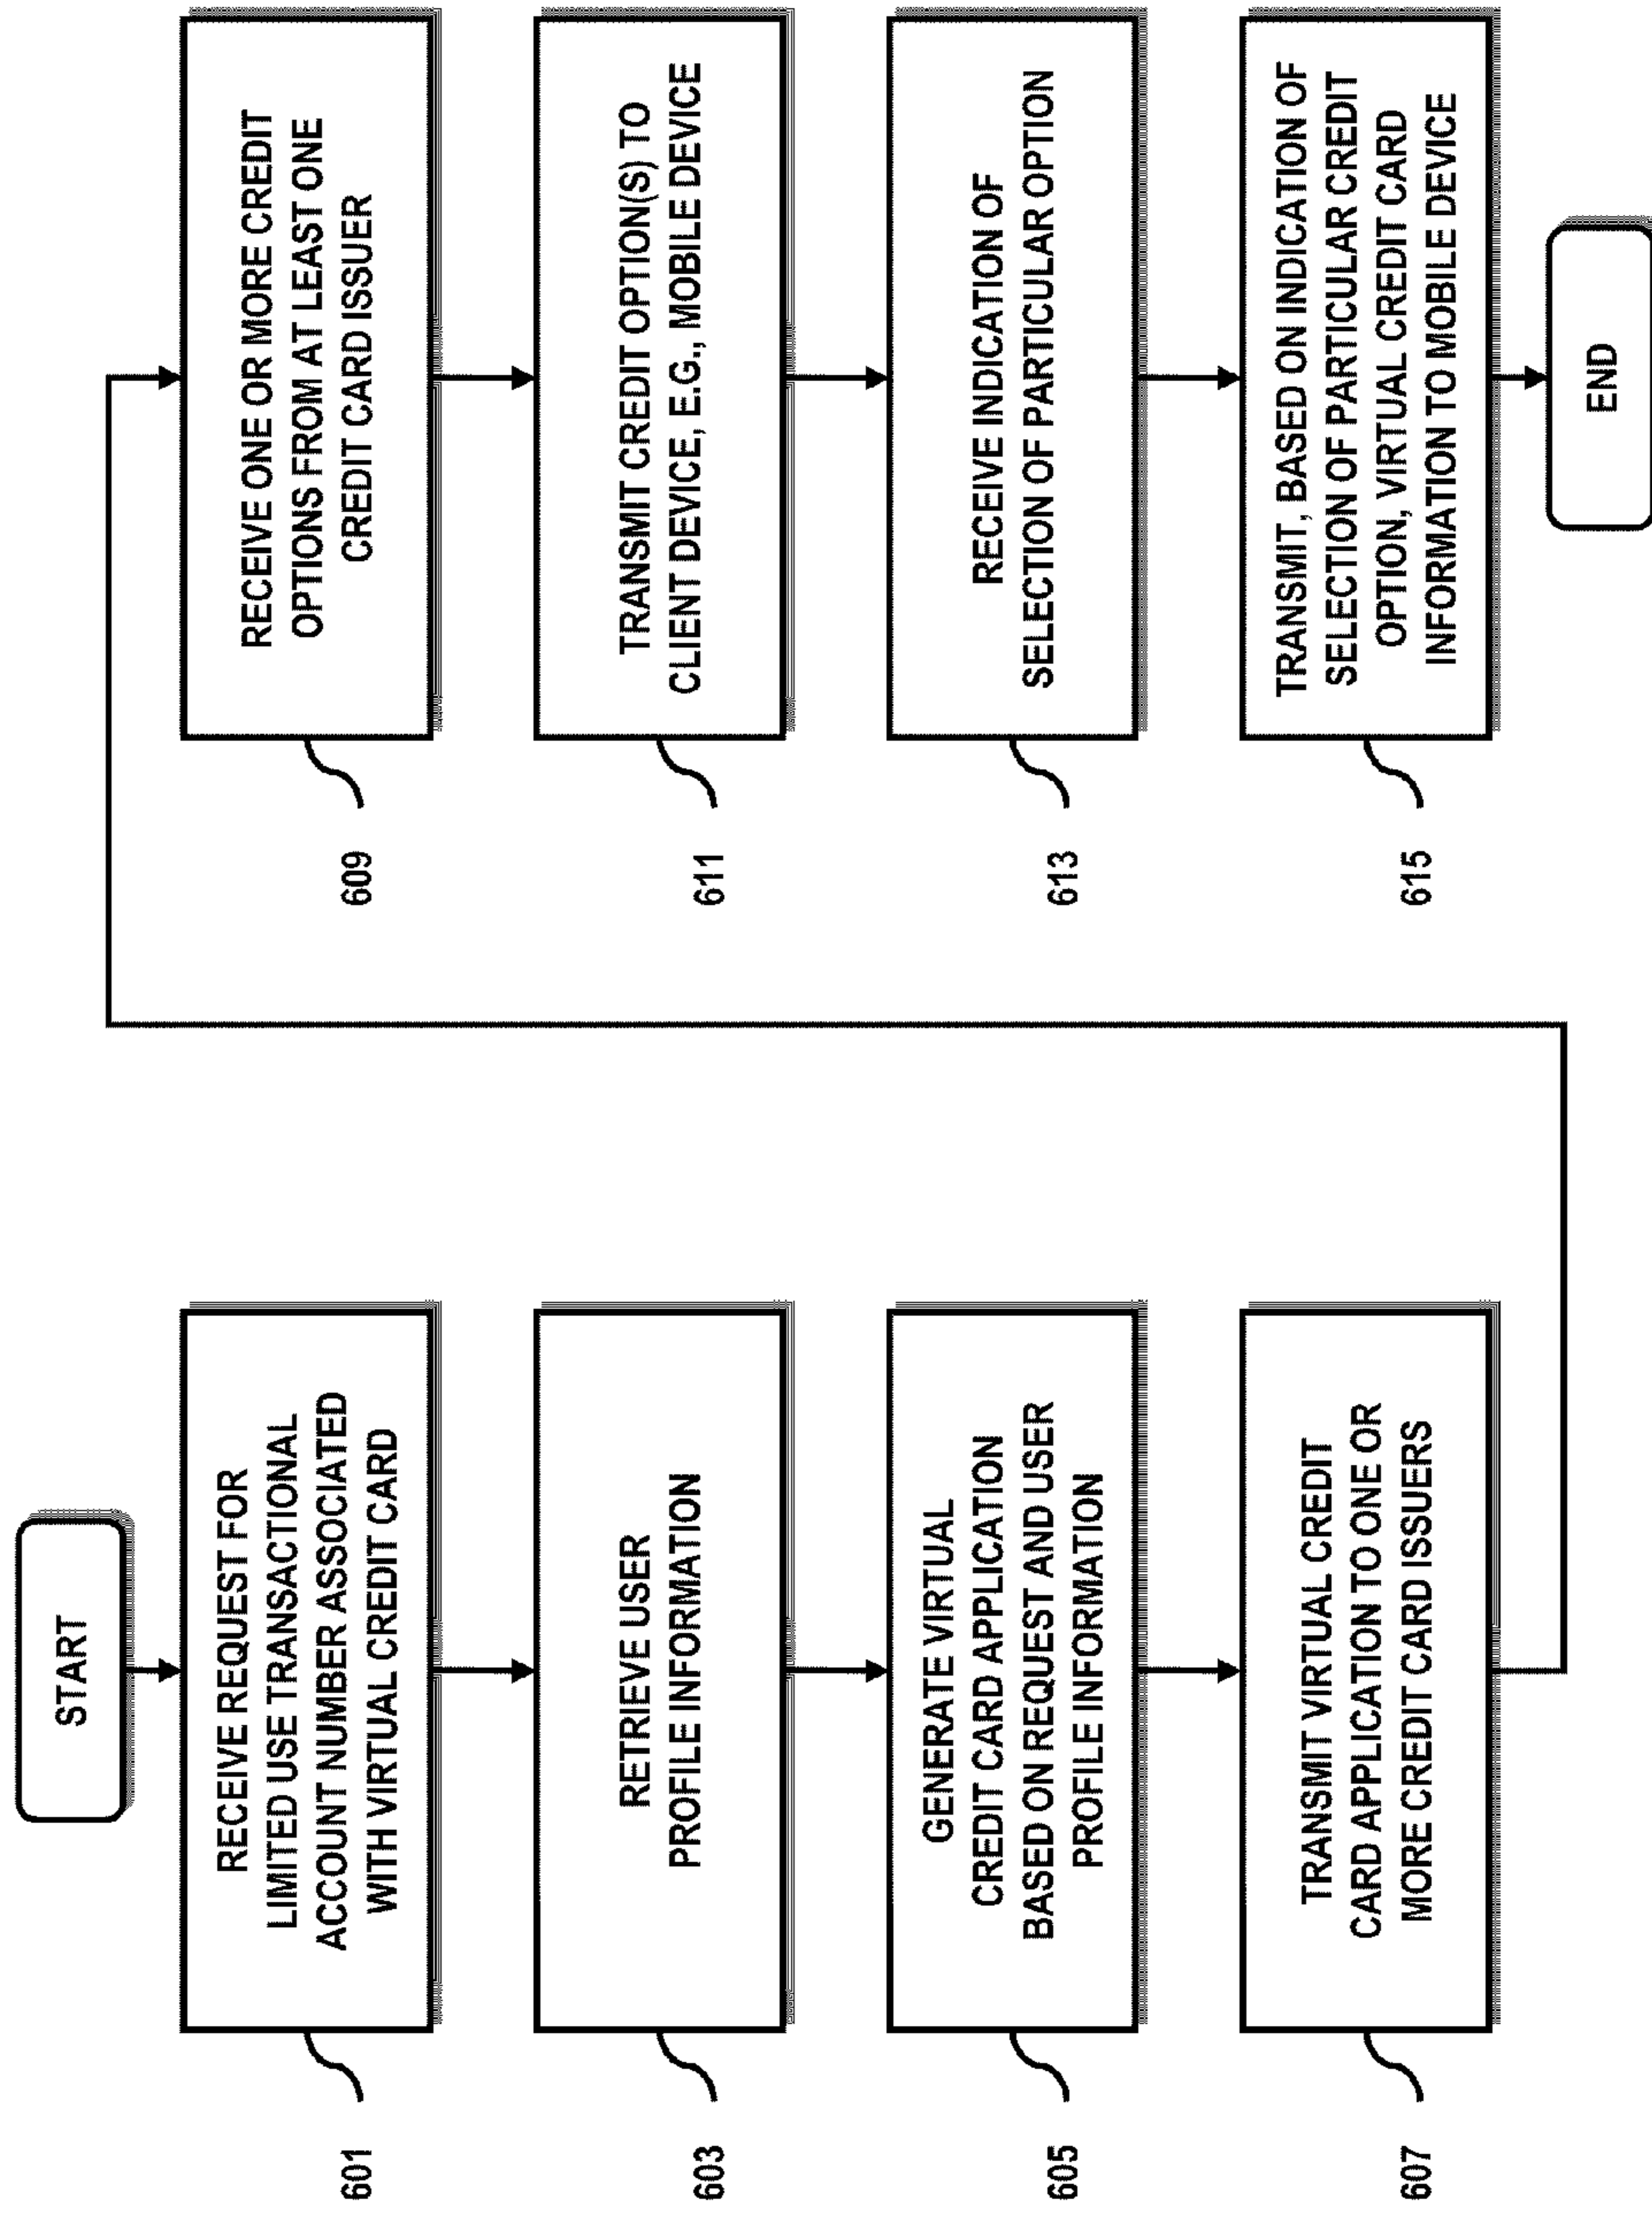 START
RECEIVE REQUEST FOR
LIMITED USE TRANSACTIONAL
ACCOUNT NUMBER ASSOCIATED
WITH VIRTUAL CREDIT CARD
601
RETRIEVE USER
PROFILE INFORMATION
603
GENERATE VIRTUAL
CREDIT CARD APPLICATION
BASED ON REQUEST AND USER
PROFILE INFORMATION
605
TRANSMIT VIRTUAL CREDIT
CARD APPLICATION TO ONE OR
MORE CREDIT CARD ISSUERS
607
RECEIVE ONE OR MORE CREDIT
OPTIONS FROM AT LEAST ONE
CREDIT CARD ISSUER
609
TRANSMIT CREDIT OPTION(S) TO
CLIENT DEVICE, E.G., MOBILE DEVICE
611
RECEIVE INDICATION OF
SELECTION OF PARTICULAR OPTION
613
TRANSMIT, BASED ON INDICATION OF
SELECTION OF PARTICULAR CREDIT
OPTION, VIRTUAL CREDIT CARD
INFORMATION TO MOBILE DEVICE
615
END